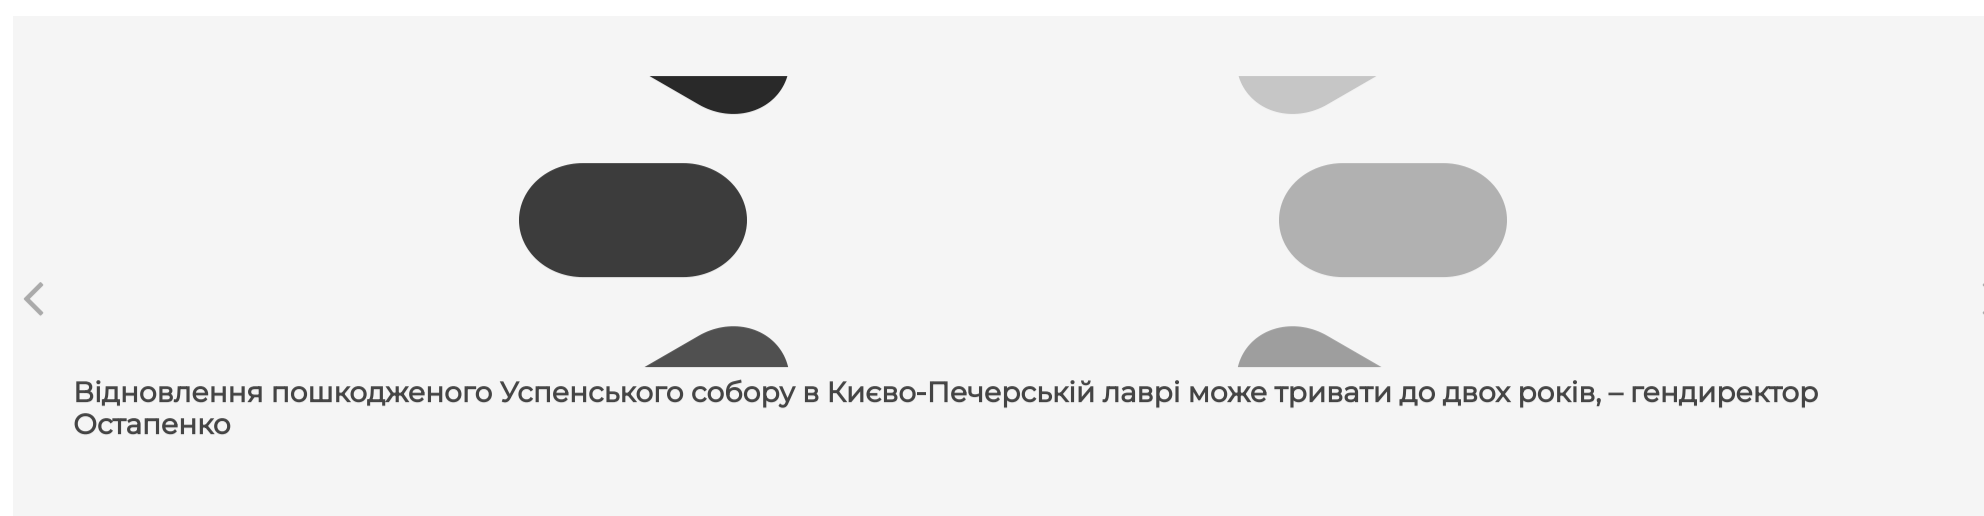 Відновлення пошкодженого Успенського собору в Києво-Печерській лаврі може тривати до двох років, – гендиректор
Остапенко